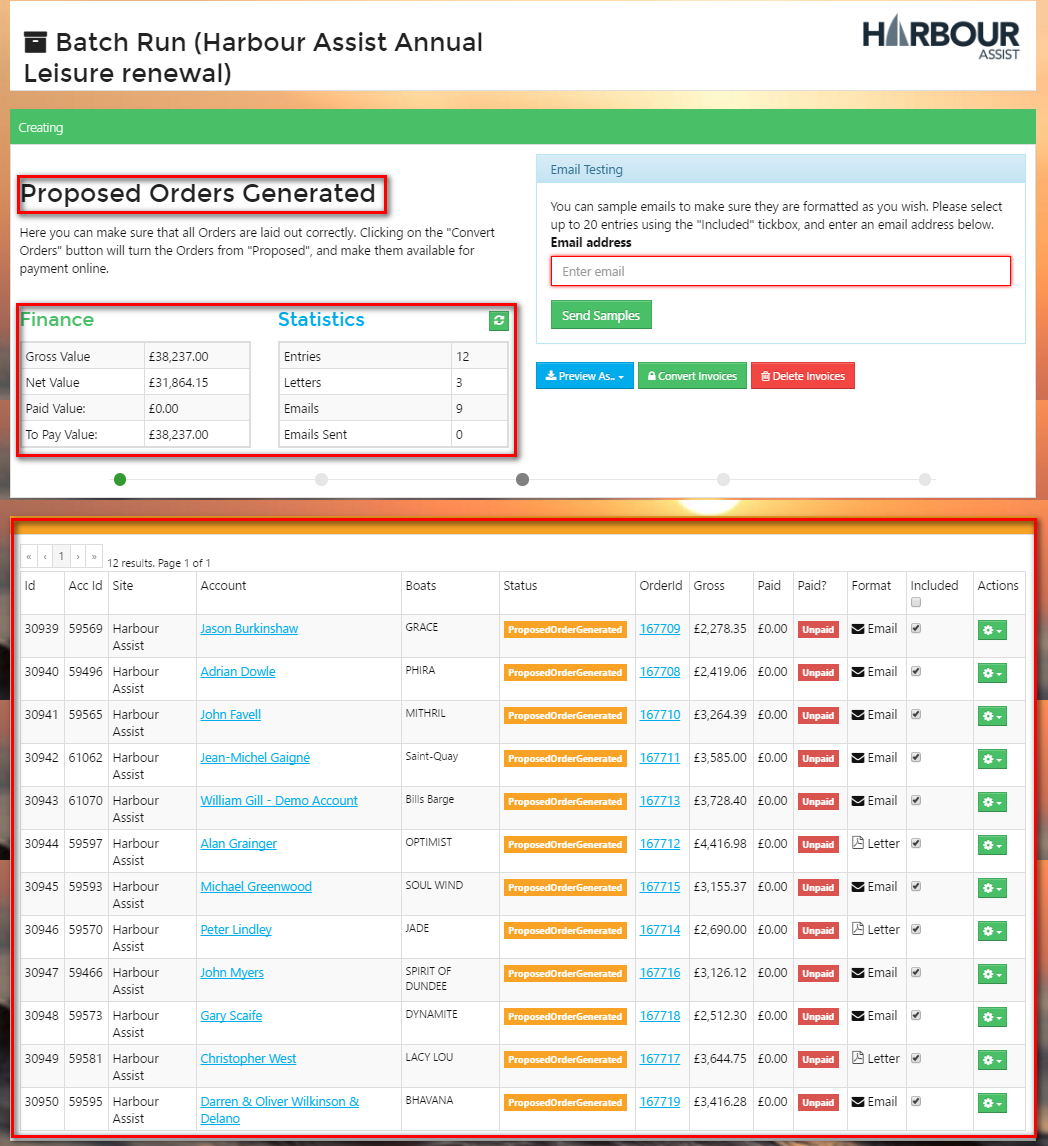 Batch Run (Harbour Assist Annual
Leisure renewal)
HARBOUR
ASSIST
Creating
Proposed Orders Generated
Here you can make sure that all Orders are laid out correctly. Clicking on the "Convert
Orders" button will turn the Orders from "Proposed", and make them available for
payment online.
Finance
Gross Value £38,237.00
Net Value £31,864.15
Paid Value: £0.00
To Pay Value: £38,237.00
Statistics
Entries 12
Letters 3
Emails 9
Emails Sent 0
Email Testing
You can sample emails to make sure they are formatted as you wish. Please select
up to 20 entries using the "Included" tickbox, and enter an email address below.
Email address
Enter email
Send Samples
Preview As.. Convert Invoices Delete Invoices
« ‹ 1 › » 12 results. Page 1 of 1
Id Acc Id Site Account Boats Status OrderId Gross Paid Paid? Format Included Actions
30939 59569 Harbour Jason Burkinshaw GRACE ProposedOrderGenerated 167709 £2,278.35 £0.00 Unpaid Email
Assist
30940 59496 Harbour Adrian Dowle PHIRA ProposedOrderGenerated 167708 £2,419.06 £0.00 Unpaid Email
Assist
30941 59565 Harbour John Favell MITHRIL ProposedOrderGenerated 167710 £3,264.39 £0.00 Unpaid Email
Assist
30942 61062 Harbour Jean-Michel Gaigné Saint-Quay ProposedOrderGenerated 167711 £3,585.00 £0.00 Unpaid Email
Assist
30943 61070 Harbour William Gill - Demo Account Bills Barge ProposedOrderGenerated 167713 £3,728.40 £0.00 Unpaid Email
Assist
30944 59597 Harbour Alan Grainger OPTIMIST ProposedOrderGenerated 167712 £4,416.98 £0.00 Unpaid Letter
Assist
30945 59593 Harbour Michael Greenwood SOUL WIND ProposedOrderGenerated 167715 £3,155.37 £0.00 Unpaid Email
Assist
30946 59570 Harbour Peter Lindley JADE ProposedOrderGenerated 167714 £2,690.00 £0.00 Unpaid Letter
Assist
30947 59466 Harbour John Myers SPIRIT OF ProposedOrderGenerated 167716 £3,126.12 £0.00 Unpaid Email
Assist DUNDEE
30948 59573 Harbour Gary Scaife DYNAMITE ProposedOrderGenerated 167718 £2,512.30 £0.00 Unpaid Email
Assist
30949 59581 Harbour Christopher West LACY LOU ProposedOrderGenerated 167717 £3,644.75 £0.00 Unpaid Letter
Assist
30950 59595 Harbour Darren & Oliver Wilkinson & BHAVANA ProposedOrderGenerated 167719 £3,416.28 £0.00 Unpaid Email
Assist Delano